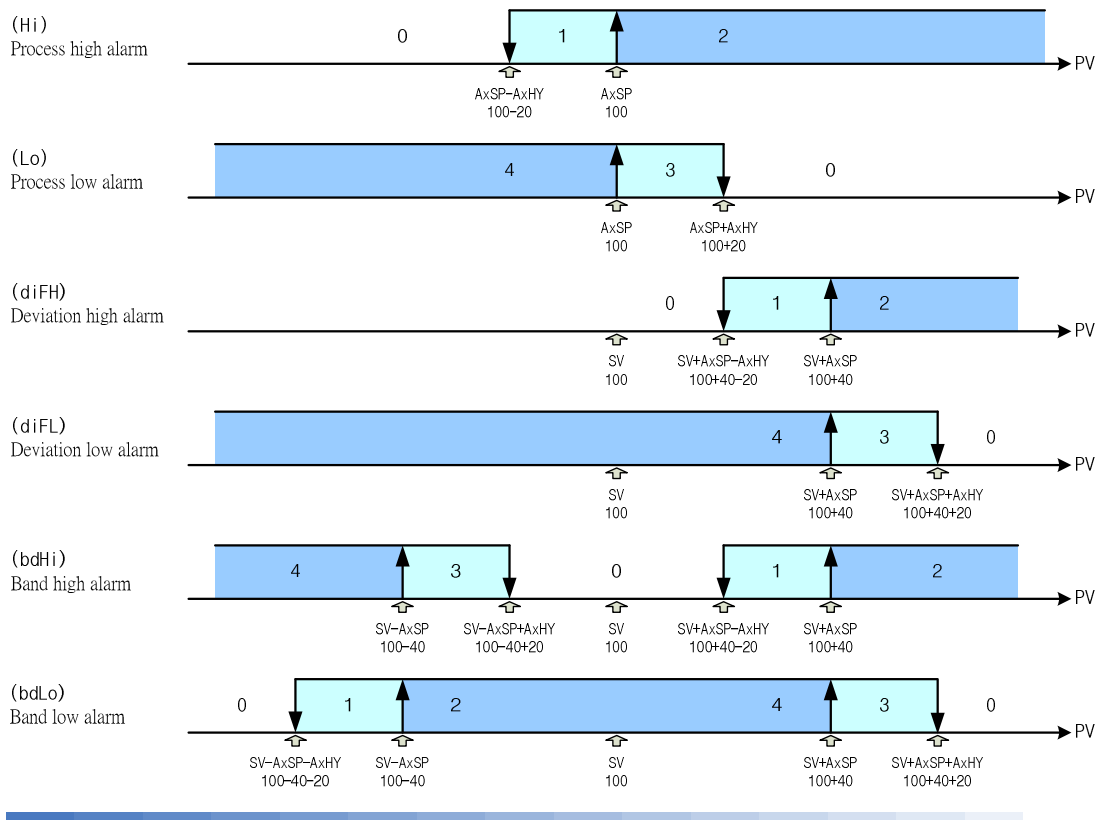 (Hi)
Process high alarm
0
1
2
PV
AxSP-AxHY
100-20
AxSP
100
(Lo)
Process low alarm
4
3
0
PV
AxSP
100
AxSP+AxHY
100+20
(diFH)
Deviation high alarm
0
1
2
PV
SV
100
SV+AxSP-AxHY
100+40-20
SV+AxSP
100+40
(diFL)
Deviation low alarm
4
3
0
PV
SV
100
SV+AxSP
100+40
SV+AxSP+AxHY
100+40+20
(bdHi)
Band high alarm
4
3
0
1
2
PV
SV-AxSP
100-40
SV-AxSP+AxHY
100-40+20
SV
100
SV+AxSP-AxHY
100+40-20
SV+AxSP
100+40
(bdLo)
Band low alarm
0
1
2
4
3
0
PV
SV-AxSP-AxHY
100-40-20
SV-AxSP
100-40
SV
100
SV+AxSP
100+40
SV+AxSP+AxHY
100+40+20